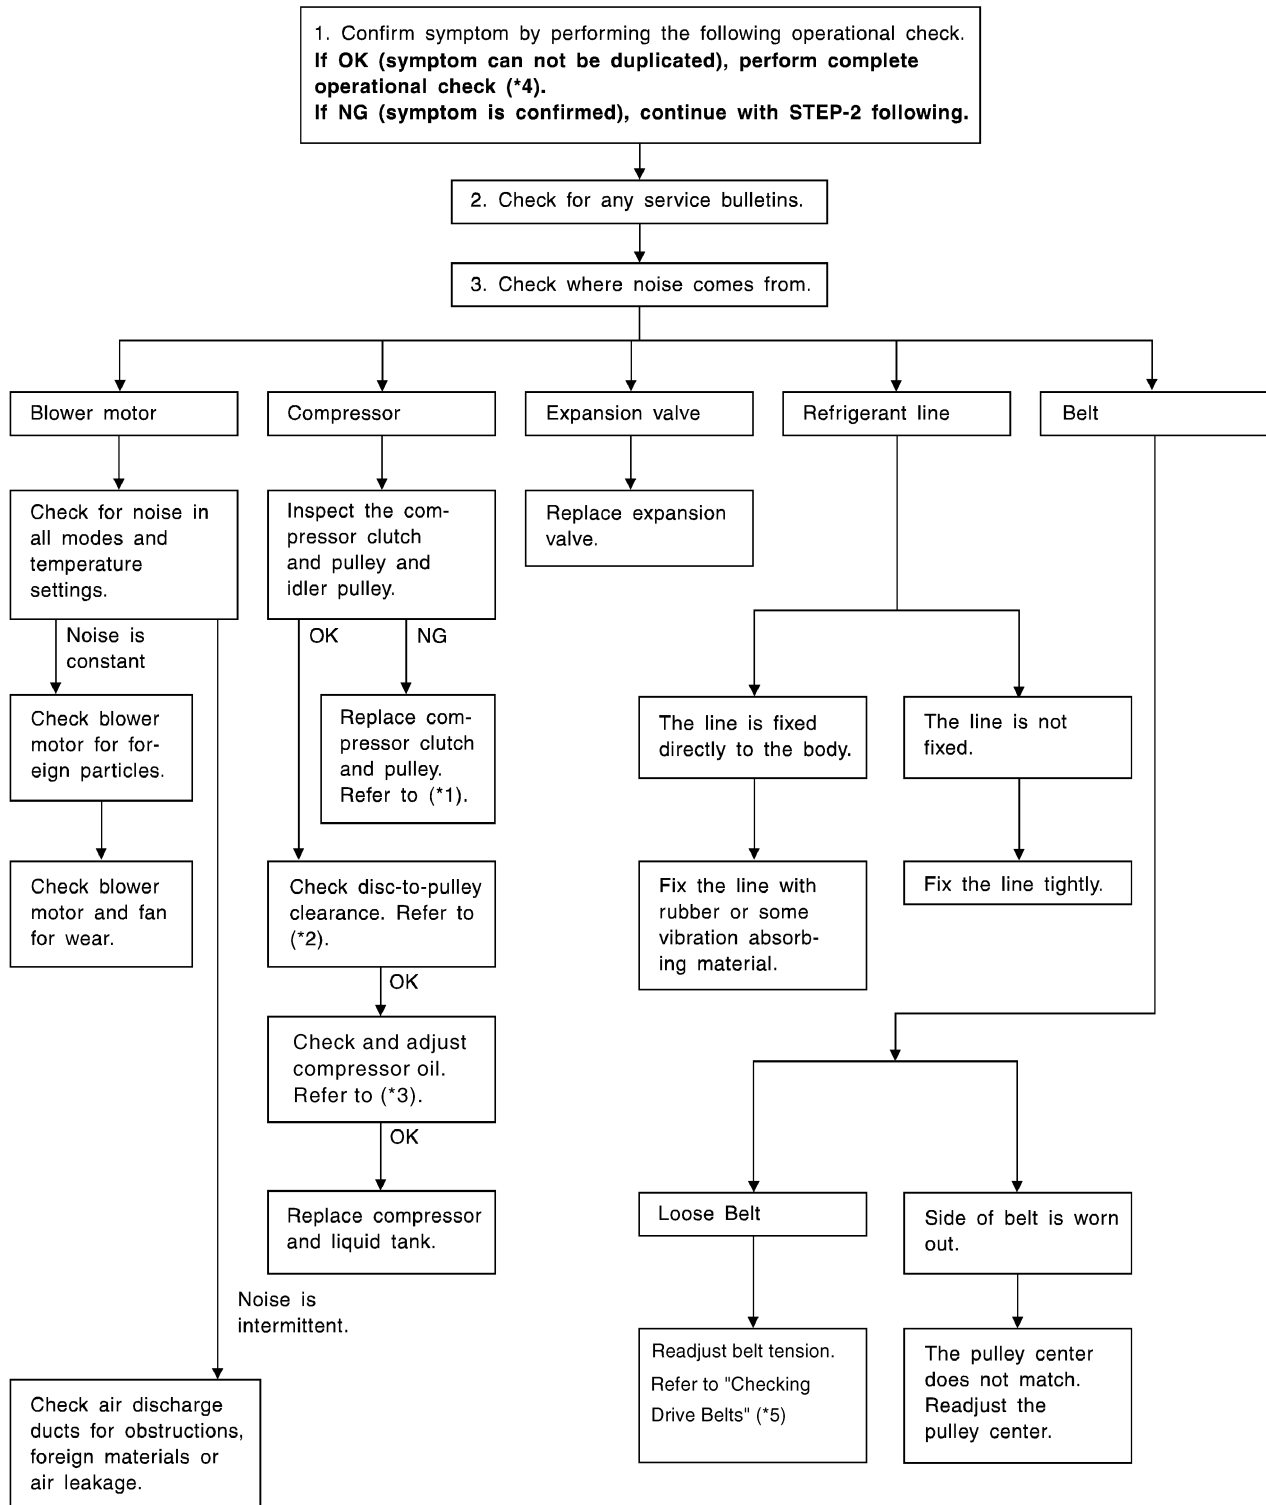 1. Confirm symptom by performing the following operational check.
If OK (symptom can not be duplicated), perform complete
operational check (*4).
If NG (symptom is confirmed), continue with STEP-2 following.
2. Check for any service bulletins.
3. Check where noise comes from.
Blower motor
Compressor
Expansion valve
Refrigerant line
Belt
Check for noise in
all modes and
temperature
settings.
Inspect the com-
pressor clutch
and pulley and
idler pulley.
Replace expansion
valve.
Noise is
constant
OK
NG
Check blower
motor for for-
eign particles.
Replace com-
pressor clutch
and pulley.
Refer to (*1).
The line is fixed
directly to the body.
The line is not
fixed.
Check blower
motor and fan
for wear.
Check disc-to-pulley
clearance. Refer to
(*2).
Fix the line with
rubber or some
vibration absorb-
ing material.
Fix the line tightly.
OK
Check and adjust
compressor oil.
Refer to (*3).
OK
Replace compressor
and liquid tank.
Loose Belt
Side of belt is worn
out.
Noise is
intermittent.
Readjust belt tension.
Refer to "Checking
Drive Belts" (*5)
The pulley center
does not match.
Readjust the
pulley center.
Check air discharge
ducts for obstructions,
foreign materials or
air leakage.